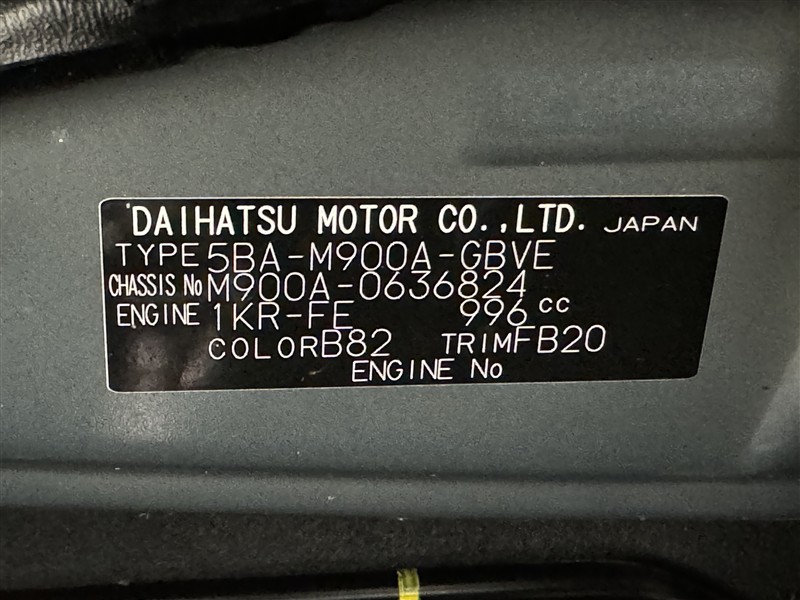 DAIHATSU MOTOR CO.,LTD. JAPAN
TYPE 5BA-M900A-GBVE
CHASSIS No M900A-0636824
ENGINE 1KR-FE 996 cc
COLOR B82 TRIM FB20
ENGINE No